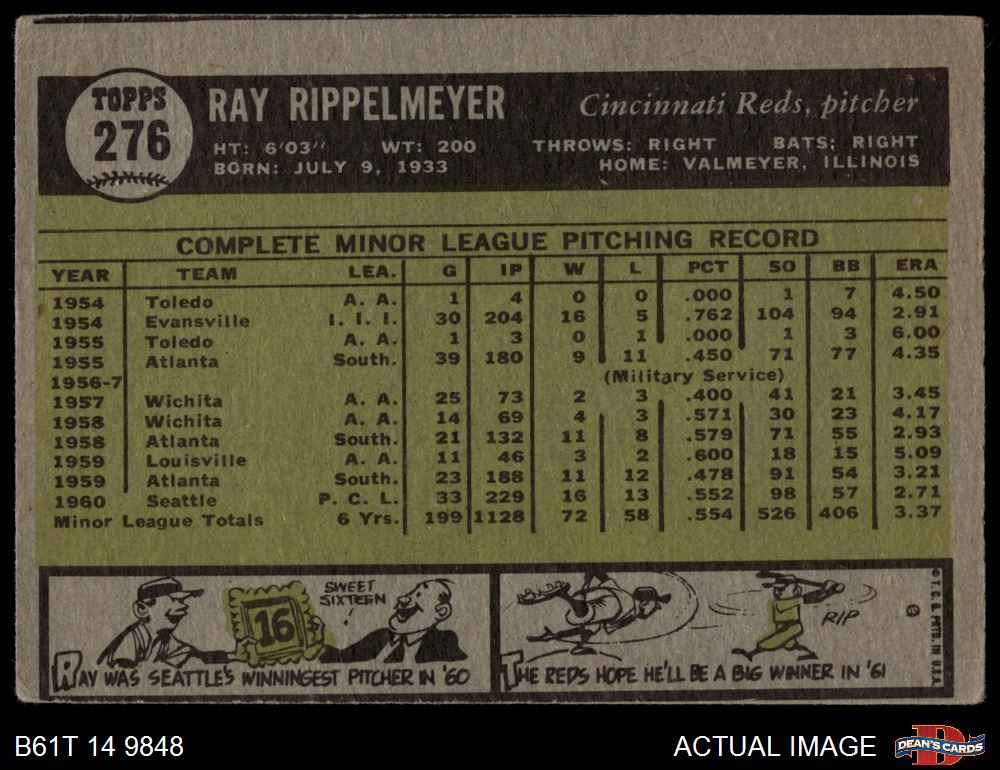 TOPPS
276
RAY RIPPELMEYER Cincinnati Reds, pitcher
HT: 6'03" WT: 200 THROWS: RIGHT BATS: RIGHT
BORN: JULY 9, 1933 HOME: VALMEYER, ILLINOIS
COMPLETE MINOR LEAGUE PITCHING RECORD
YEAR TEAM LEA. G IP W L PCT SO BB ERA
1954 Toledo A. A. 1 4 0 0 .000 1 7 4.50
1954 Evansville I. I. I. 30 204 16 5 .762 104 94 2.91
1955 Toledo A. A. 1 3 0 1 .000 1 3 6.00
1955 Atlanta South. 39 180 9 11 .450 71 77 4.35
1956-7 (Military Service)
1957 Wichita A. A. 25 73 2 3 .400 41 21 3.45
1958 Wichita A. A. 14 69 4 3 .571 30 23 4.17
1958 Atlanta South. 21 132 11 8 .579 71 55 2.93
1959 Louisville A. A. 11 46 3 2 .600 18 15 5.09
1959 Atlanta South. 23 188 11 12 .478 91 54 3.21
1960 Seattle P. C. L. 33 229 16 13 .552 98 57 2.71
Minor League Totals 6 Yrs. 199 1128 72 58 .554 526 406 3.37
16
SWEET
SIXTEEN
!
RAY WAS SEATTLE'S WINNINGEST PITCHER IN '60
RIP
THE REDS HOPE HE'LL BE A BIG WINNER IN '61
© T.C.G. PRTD. IN U.S.A.
B61T 14 9848 ACTUAL IMAGE
DEAN'S CARDS